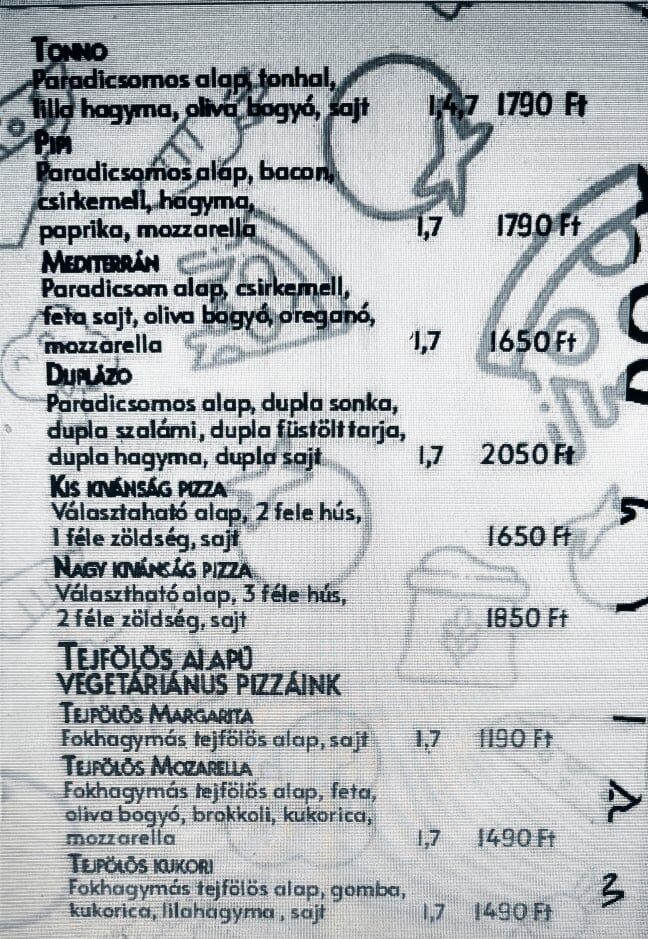 TONNO
Paradicsomos alap, tonhal,
lilla hagyma, oliva bogyó, sajt 1,4,7 1790 Ft
PIPI
Paradicsomos alap, bacon,
csirkemell, hagyma,
paprika, mozzarella 1,7 1790 Ft
MEDITERRÁN
Paradicsom alap, csirkemell,
feta sajt, oliva bogyó, oreganó,
mozzarella 1,7 1650 Ft
DUPLÁZO
Paradicsomos alap, dupla sonka,
dupla szalámi, dupla füstölt tarja,
dupla hagyma, dupla sajt 1,7 2050 Ft
KIS KIVÁNSÁG PIZZA
Választaható alap, 2 fele hús,
1 féle zöldség, sajt 1650 Ft
NAGY KIVÁNCSÁG PIZZA
Választható alap, 3 féle hús,
2 féle zöldség, sajt 1850 Ft
TEJFÖLÖS ALAPÚ
VEGETÁRIÁNUS PIZZÁINK
TEJFÖLÖS MARGARITA
Fokhagymás tejfölös alap, sajt 1,7 1190 Ft
TEJFÖLÖS MOZARELLA
Fokhagymás tejfölös alap, feta,
oliva bogyó, brokkoli, kukorica,
mozzarella 1,7 1490 Ft
TEJFÖLÖS KUKORI
Fokhagymás tejfölös alap, gomba,
kukorica, lilahagyma , sajt 1,7 1490 Ft